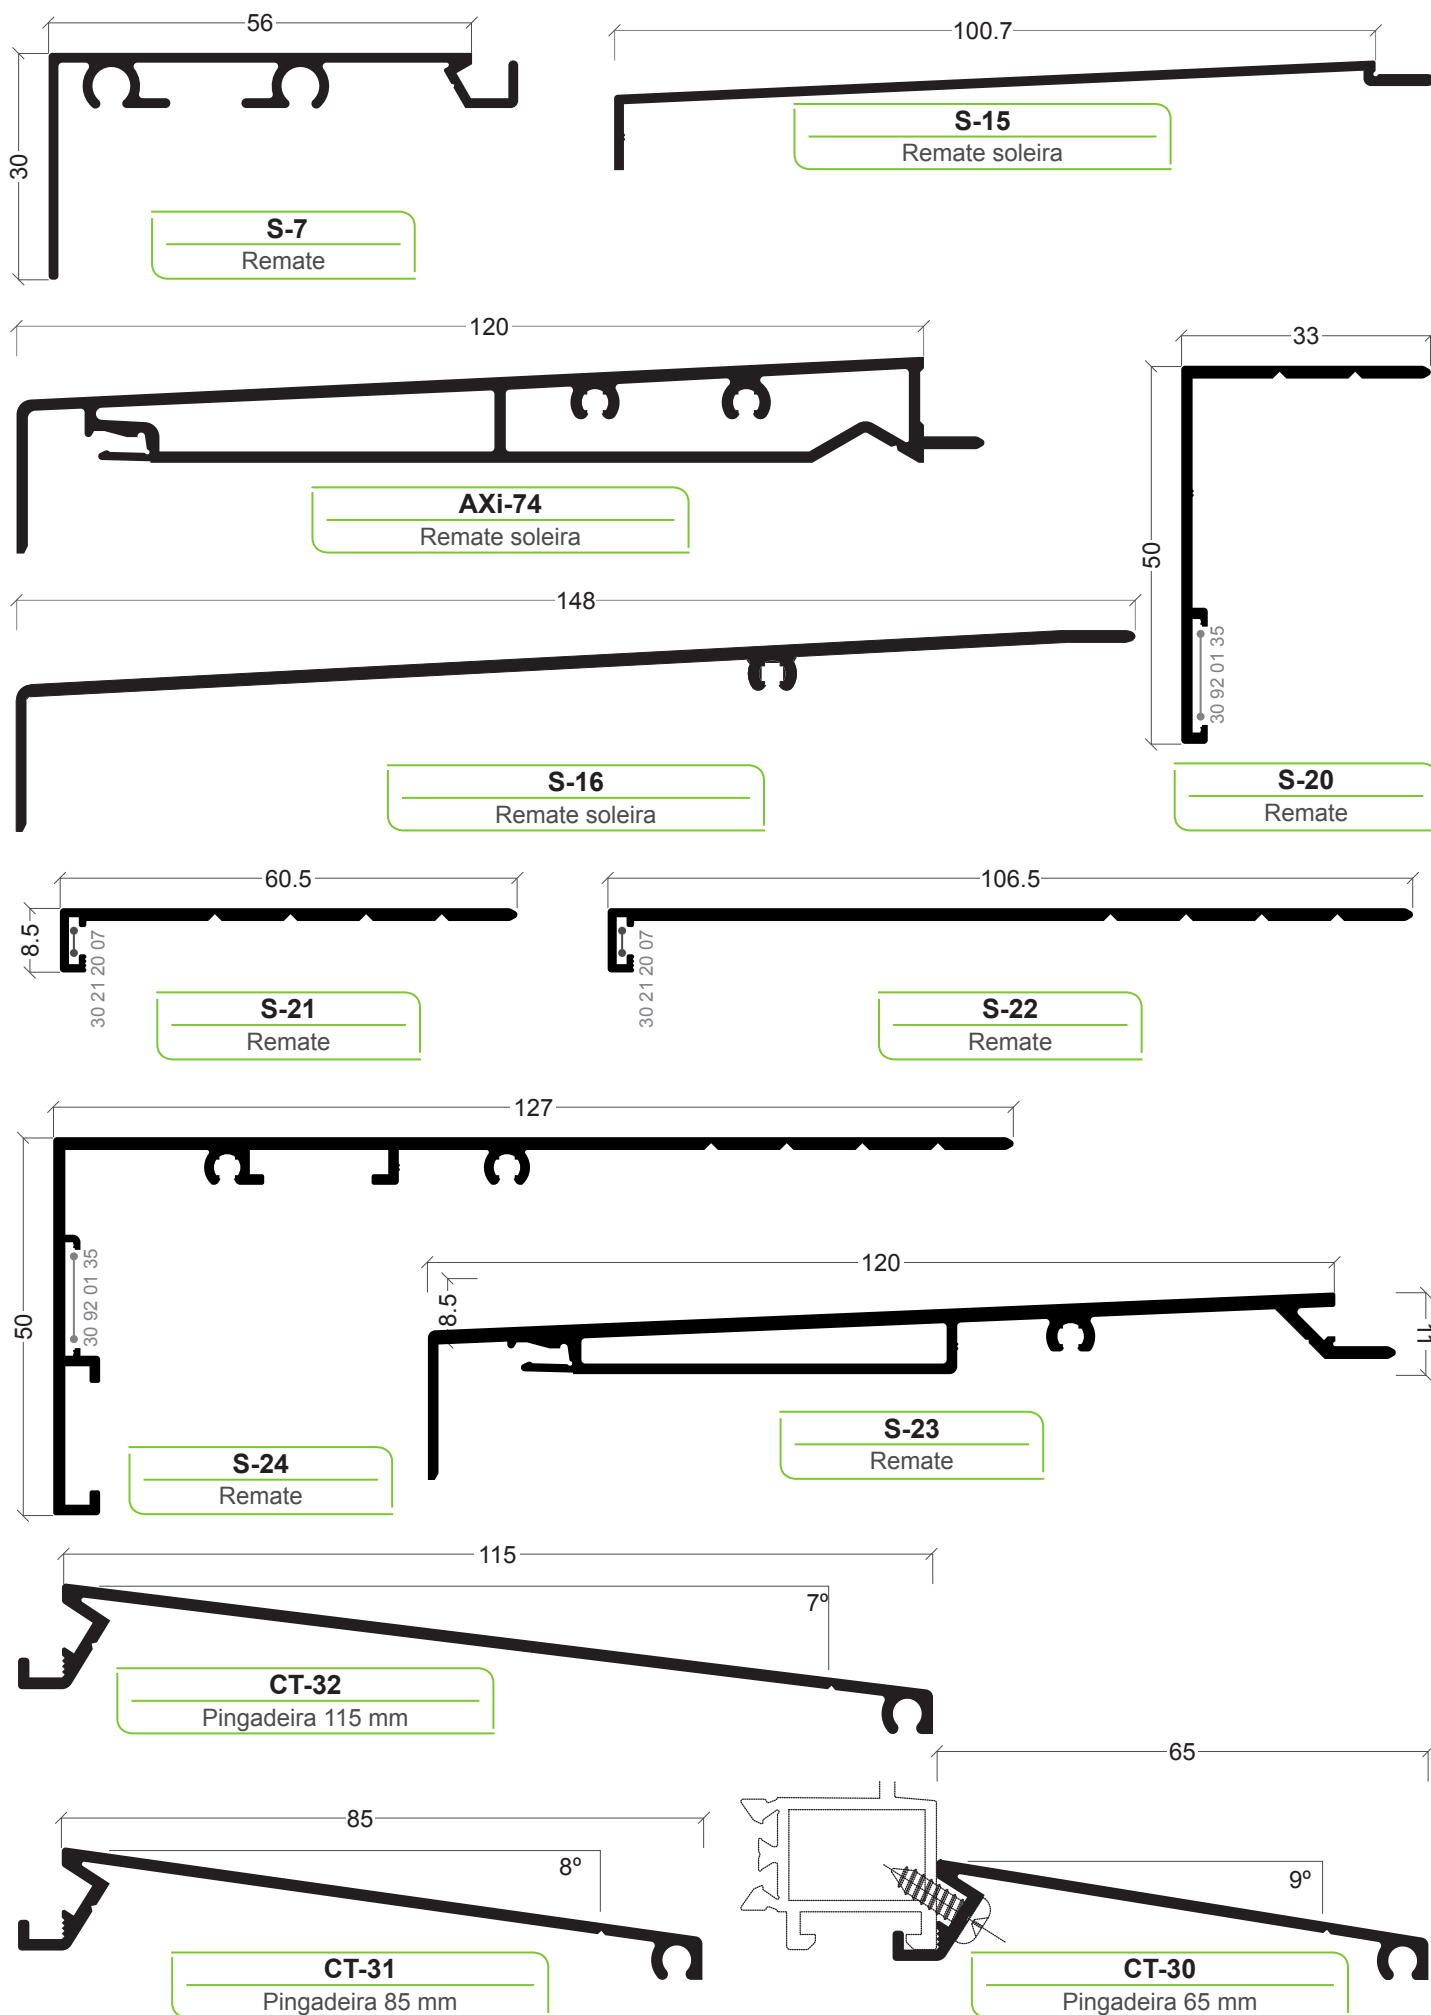 56
30
S-7
Remate
100.7
S-15
Remate soleira
120
AXi-74
Remate soleira
33
50
30 92 01 35
S-20
Remate
148
S-16
Remate soleira
60.5
8.5
30 21 20 07
S-21
Remate
106.5
30 21 20 07
S-22
Remate
127
50
30 92 01 35
S-24
Remate
120
8.5
11
S-23
Remate
115
7º
CT-32
Pingadeira 115 mm
85
8º
CT-31
Pingadeira 85 mm
65
9º
CT-30
Pingadeira 65 mm